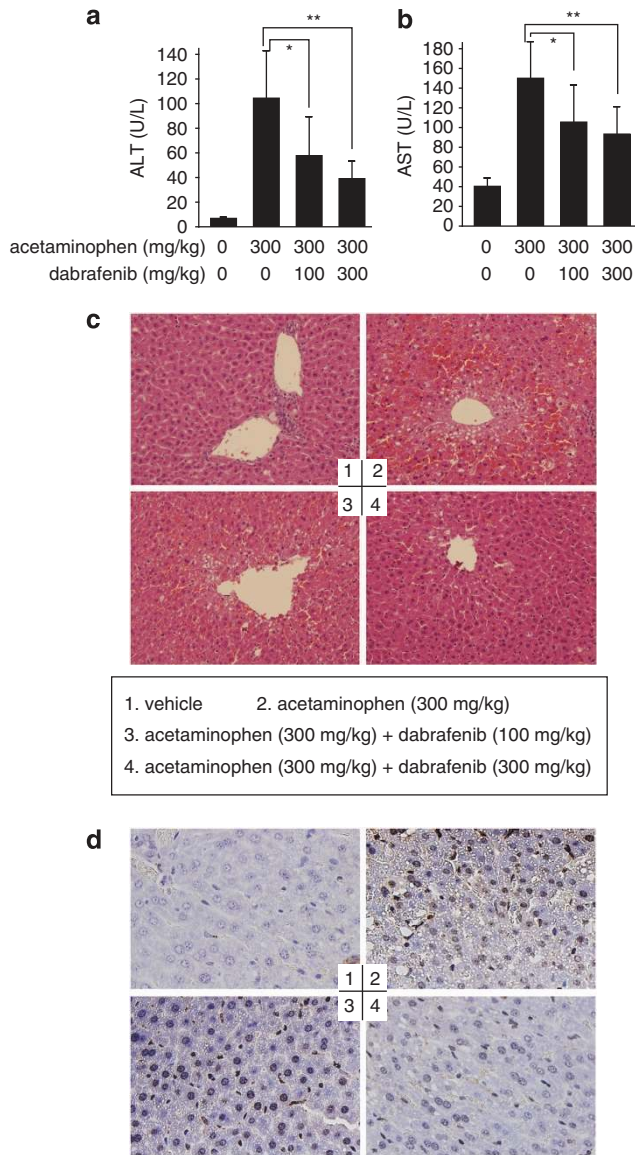 a
**
*
ALT (U/L)
140
120
100
80
60
40
20
0
b
**
*
AST (U/L)
180
160
140
120
100
80
60
40
20
0
acetaminophen (mg/kg) 0 300 300 300
dabrafenib (mg/kg) 0 0 100 300
0 300 300 300
0 0 100 300
c
1 2
3 4
1. vehicle 2. acetaminophen (300 mg/kg)
3. acetaminophen (300 mg/kg) + dabrafenib (100 mg/kg)
4. acetaminophen (300 mg/kg) + dabrafenib (300 mg/kg)
d
1 2
3 4